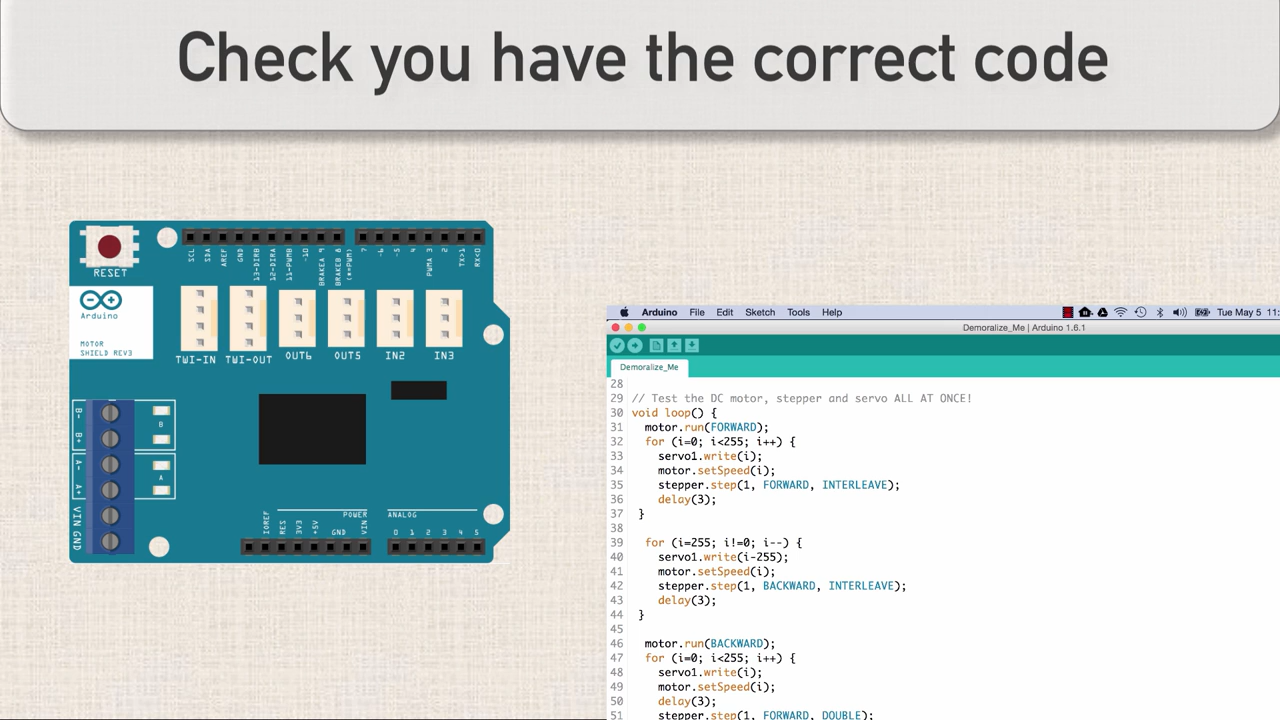 Check you have the correct code
RESET
SCL
SDA
AREF
GND
13-DIRB
12-DIRA
11-PWMB
-10
BRAKEA 9
BRAKEB 8
(*=PWM)
7
-6
-5
4
PWMA 3
2
TX>1
RX<0
Arduino
MOTOR
SHIELD REV3
TWI-IN
TWI-OUT
OUT6
OUT5
IN2
IN3
B-
B+
A-
A+
VIN
GND
B
A
POWER
IOREF
RES
3V3
+5V
GND
VIN
ANALOG
0 1 2 3 4 5
Arduino File Edit Sketch Tools Help Tue May 5 11:
Demoralize_Me | Arduino 1.6.1
Demoralize_Me
28
29 // Test the DC motor, stepper and servo ALL AT ONCE!
30 void loop() {
31 motor.run(FORWARD);
32 for (i=0; i<255; i++) {
33 servo1.write(i);
34 motor.setSpeed(i);
35 stepper.step(1, FORWARD, INTERLEAVE);
36 delay(3);
37 }
38
39 for (i=255; i!=0; i--) {
40 servo1.write(i-255);
41 motor.setSpeed(i);
42 stepper.step(1, BACKWARD, INTERLEAVE);
43 delay(3);
44 }
45
46 motor.run(BACKWARD);
47 for (i=0; i<255; i++) {
48 servo1.write(i);
49 motor.setSpeed(i);
50 delay(3);
51 stepper.step(1, FORWARD, DOUBLE);